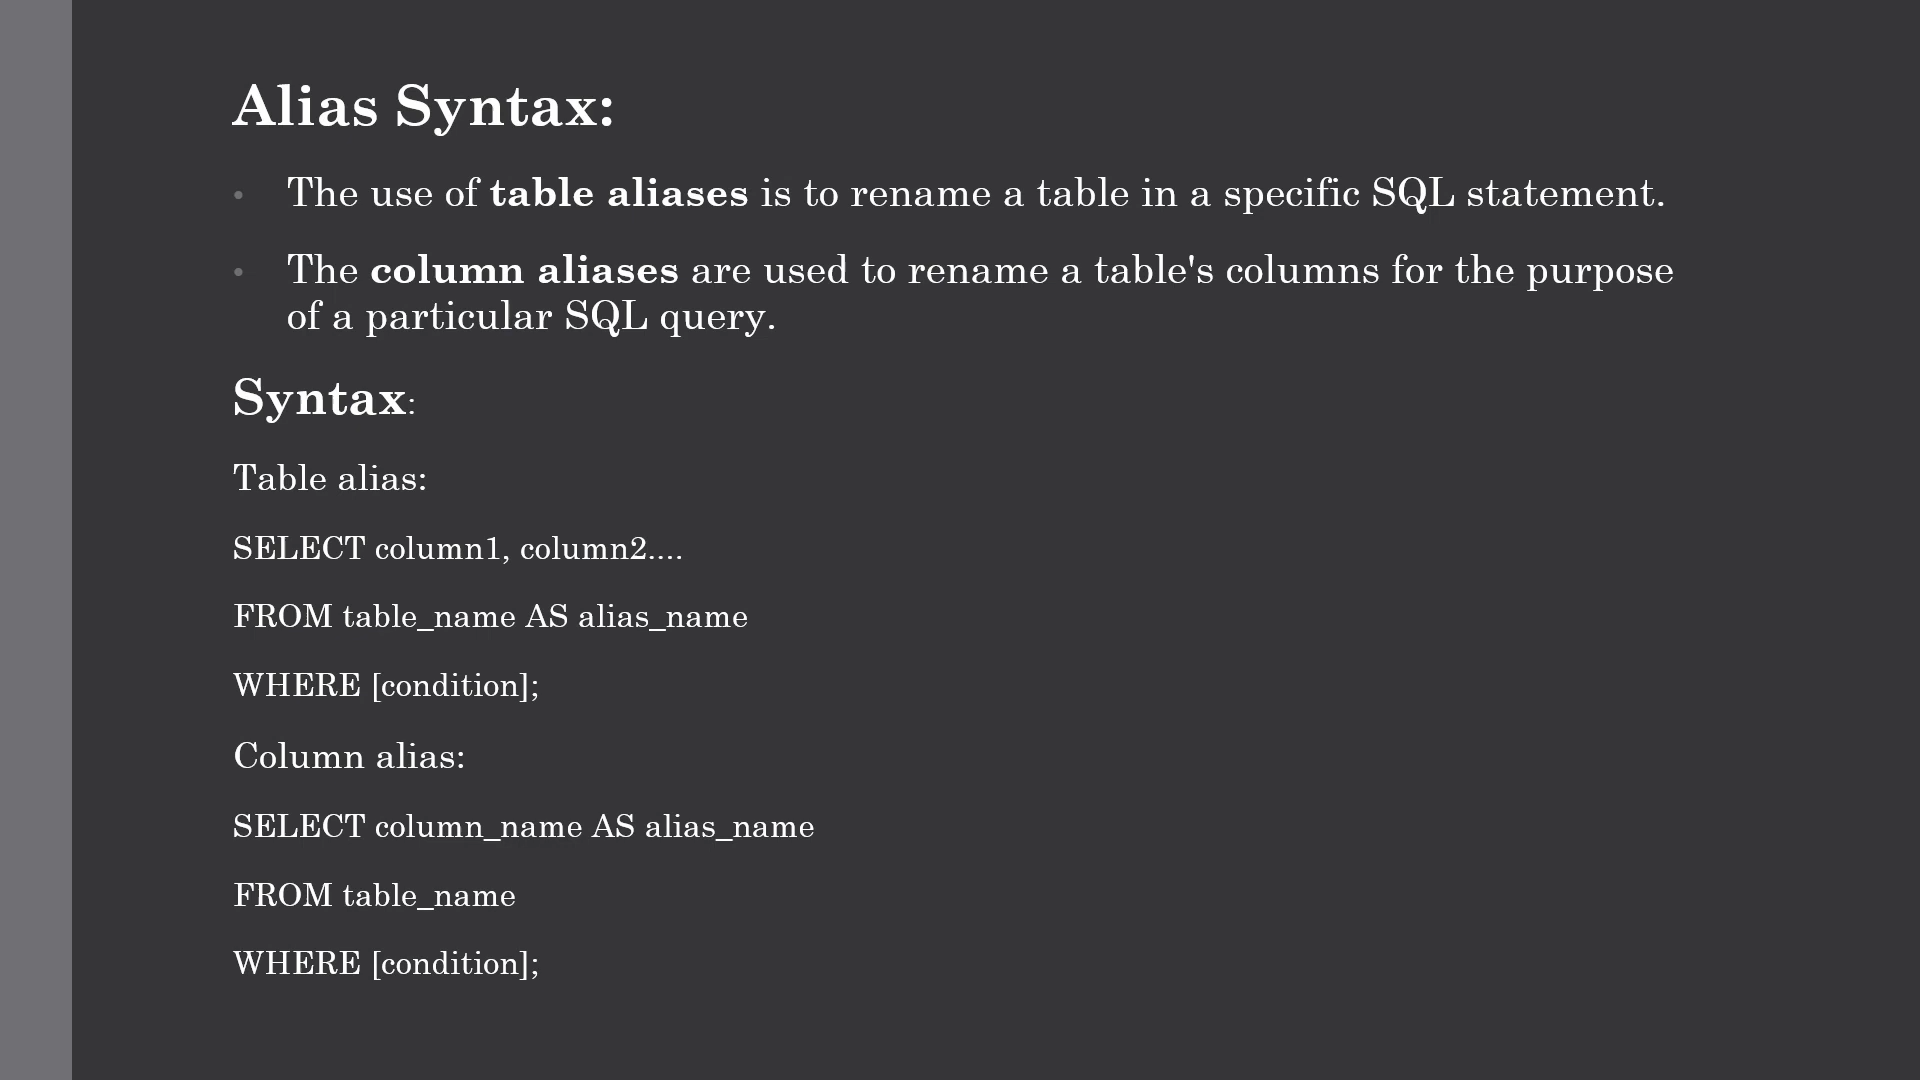 Alias Syntax:
• The use of table aliases is to rename a table in a specific SQL statement.
• The column aliases are used to rename a table's columns for the purpose
of a particular SQL query.
Syntax:
Table alias:
SELECT column1, column2....
FROM table_name AS alias_name
WHERE [condition];
Column alias:
SELECT column_name AS alias_name
FROM table_name
WHERE [condition];